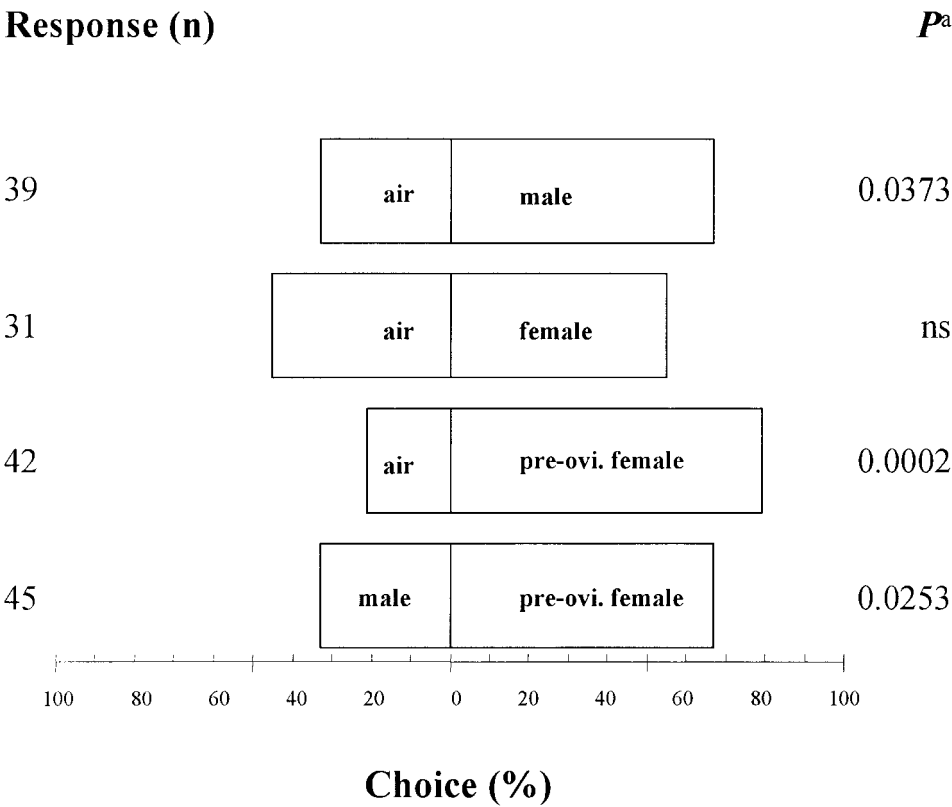 Response (n) Pª
39 air male 0.0373
31 air female ns
42 air pre-ovi. female 0.0002
45 male pre-ovi. female 0.0253
100 80 60 40 20 0 20 40 60 80 100
Choice (%)